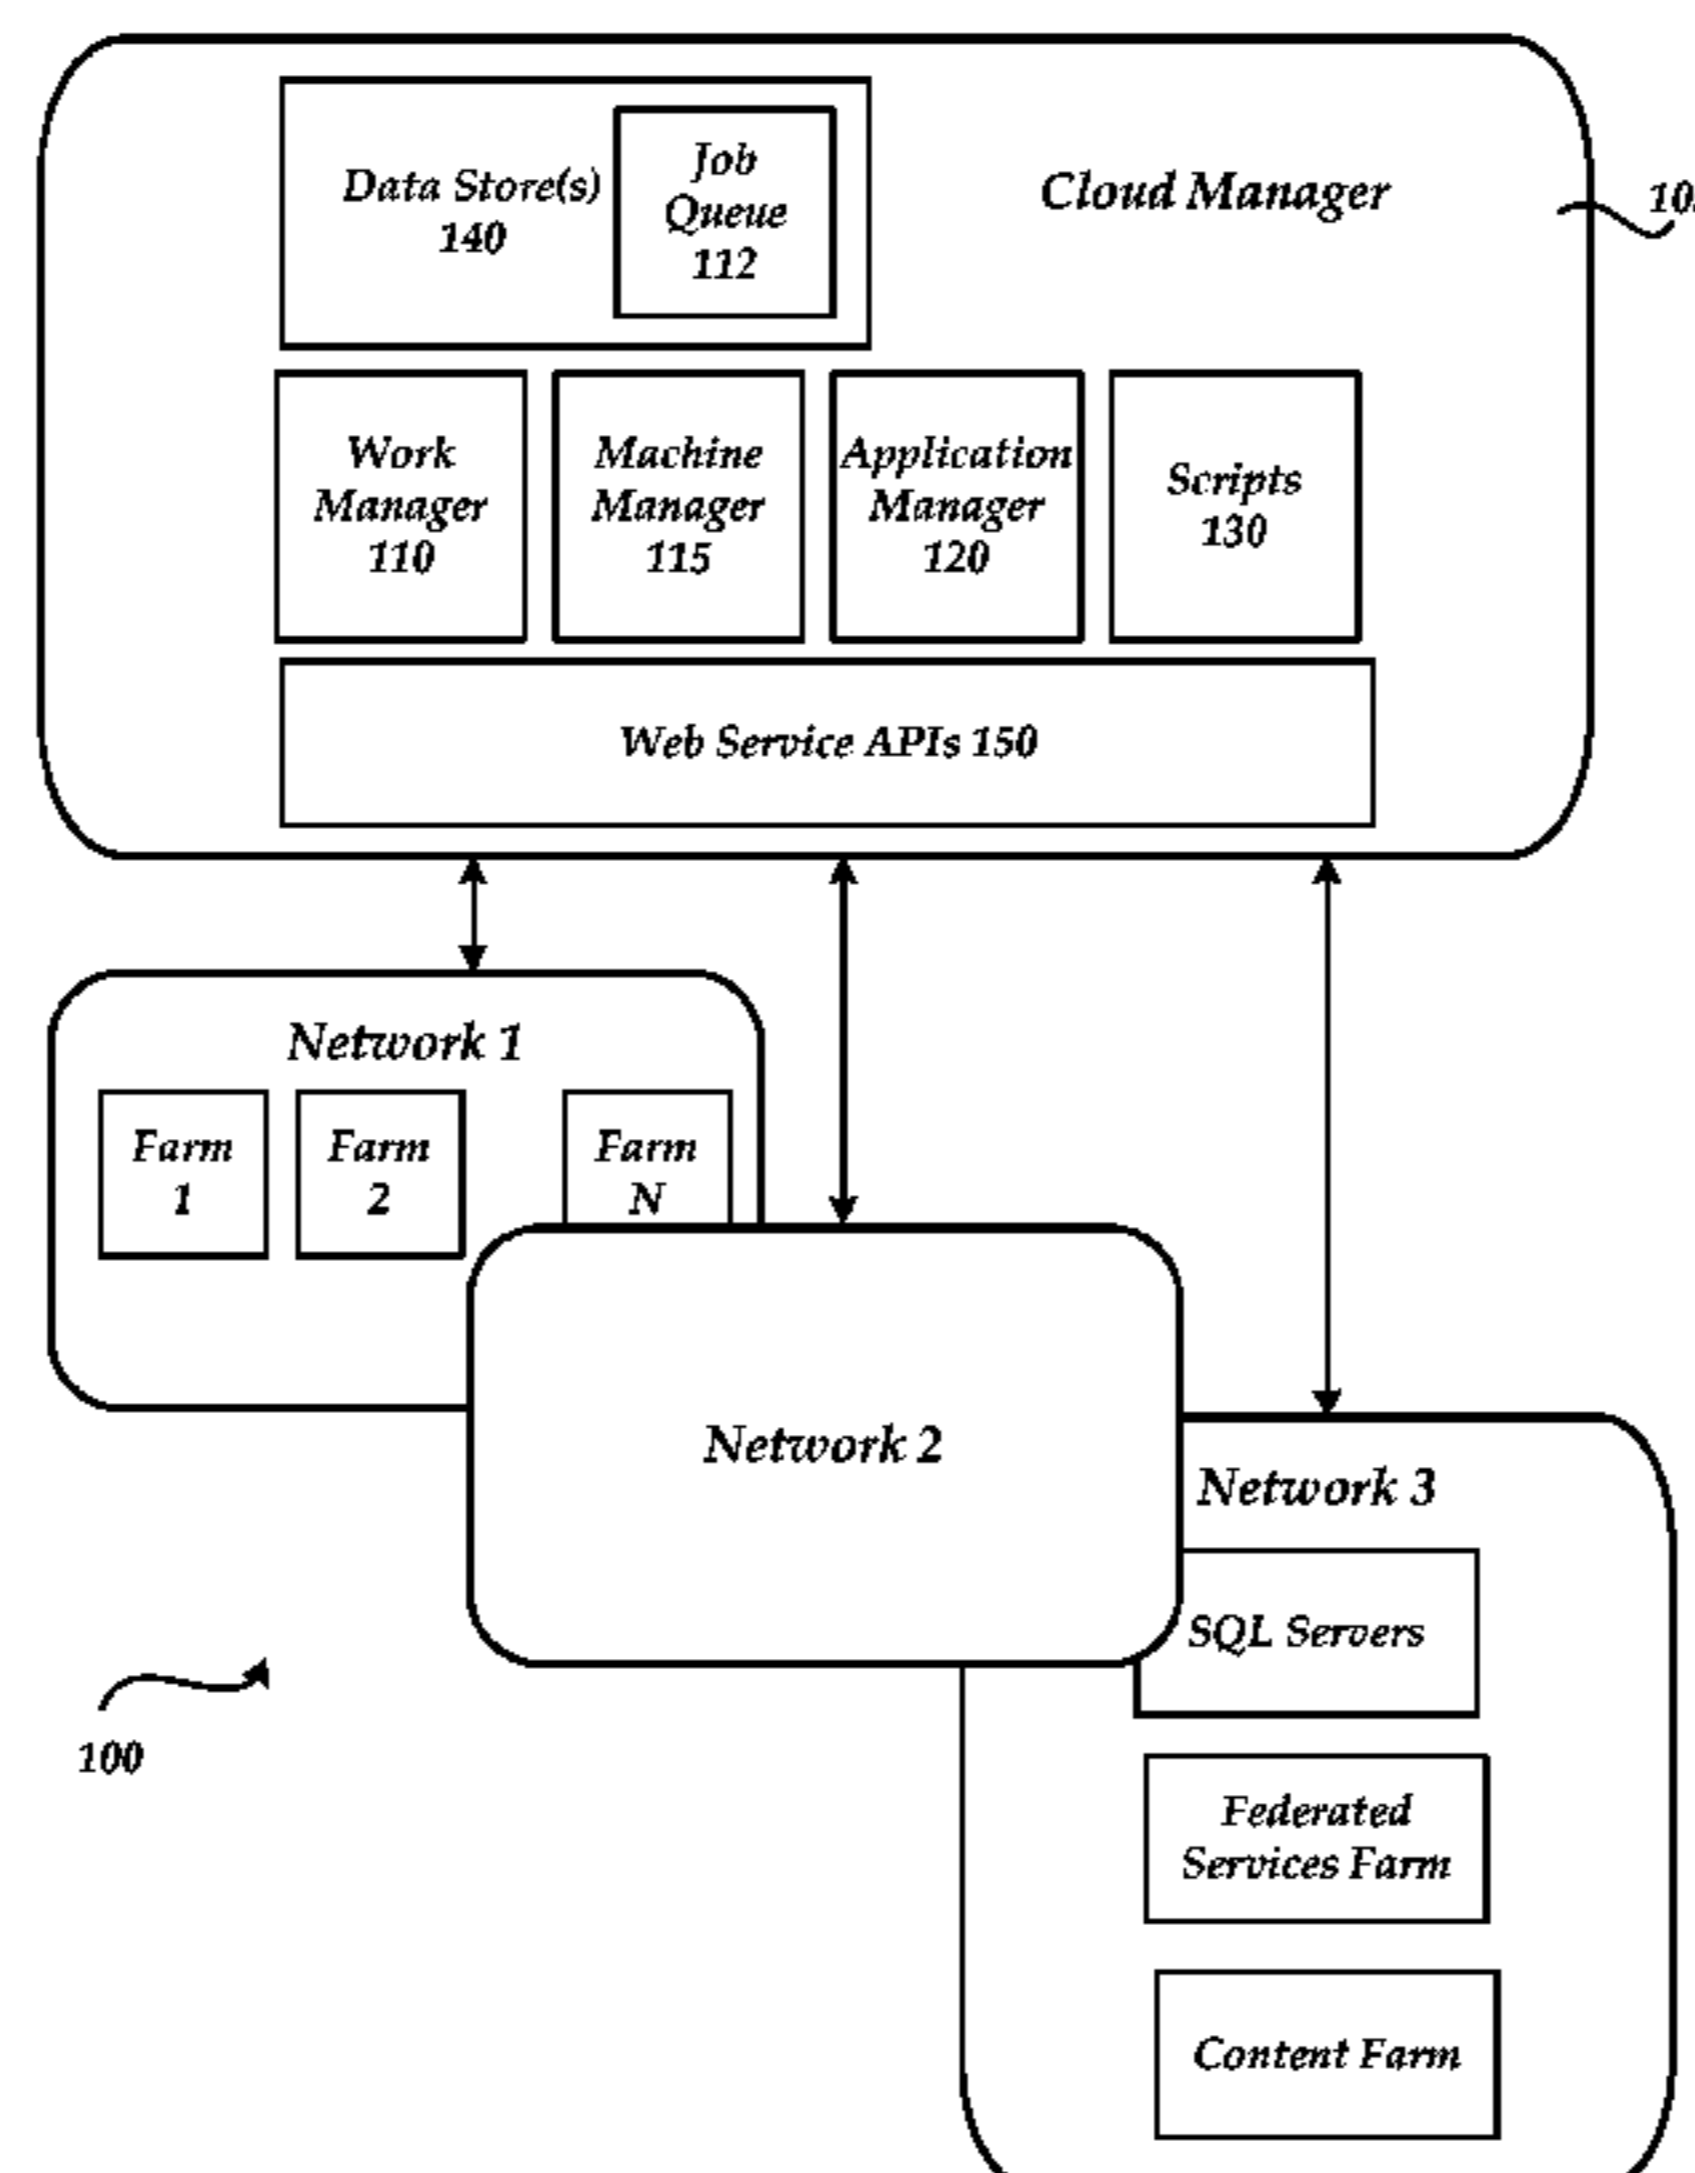 Data Store(s)
140
Job
Queue
112
Cloud Manager
Work
Manager
110
Machine
Manager
115
Application
Manager
120
Scripts
130
Web Service APIs 150
Network 1
Farm
1
Farm
2
Farm
N
Network 2
Network 3
SQL Servers
100
Federated
Services Farm
Content Farm